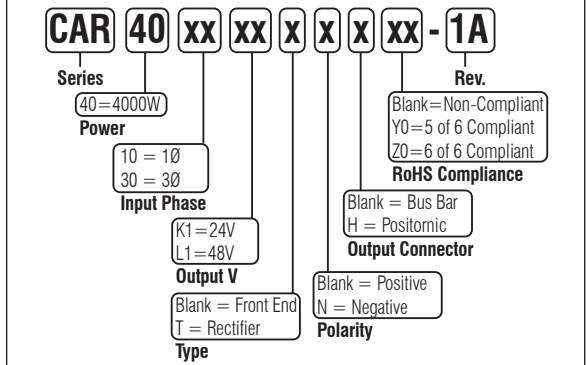 CAR 40 xx xx x x x xx - 1A
Series
Rev.
40=4000W
Power
Blank=Non-Compliant
Y0=5 of 6 Compliant
Z0=6 of 6 Compliant
RoHS Compliance
10 = 1Ø
30 = 3Ø
Input Phase
Blank = Bus Bar
H = Positornic
Output Connector
K1=24V
L1=48V
Output V
Blank = Positive
N = Negative
Polarity
Blank = Front End
T = Rectifier
Type